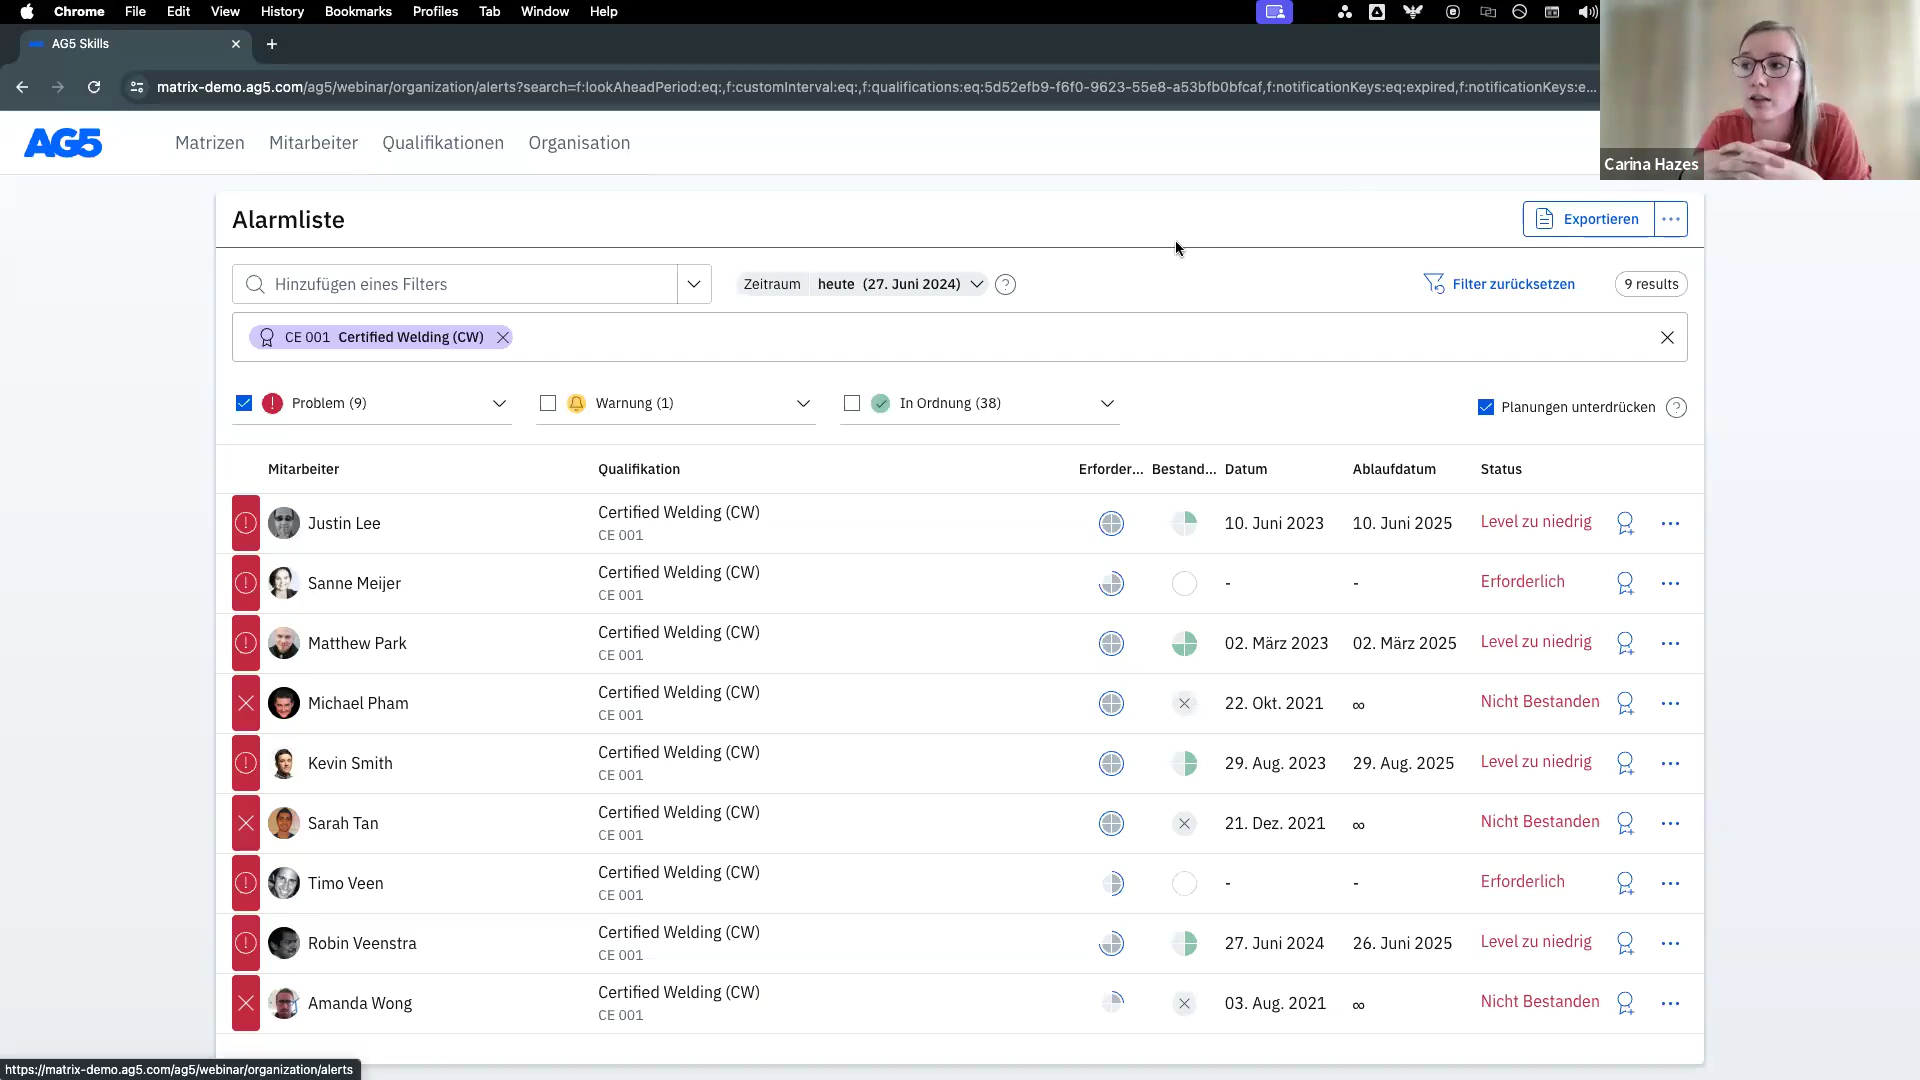 Chrome File Edit View History Bookmarks Profiles Tab Window Help
AG5 Skills
matrix-demo.ag5.com/ag5/webinar/organization/alerts?search=f:lookAheadPeriod:eq:,f:customInterval:eq:,f:qualifications:eq:5d52efb9-f6f0-9623-55e8-a53bfb0bfcaf,f:notificationKeys:eq:expired,f:notificationKeys:e...
AG5 Matrizen Mitarbeiter Qualifikationen Organisation
Carina Hazes
Alarmliste
Exportieren
Hinzufügen eines Filters
Zeitraum heute (27. Juni 2024)
Filter zurücksetzen
9 results
CE 001 Certified Welding (CW)
Problem (9) Warnung (1) In Ordnung (38) Planungen unterdrücken
Mitarbeiter Qualifikation Erforder... Bestand... Datum Ablaufdatum Status
Justin Lee Certified Welding (CW) 10. Juni 2023 10. Juni 2025 Level zu niedrig
CE 001
Sanne Meijer Certified Welding (CW) - - Erforderlich
CE 001
Matthew Park Certified Welding (CW) 02. März 2023 02. März 2025 Level zu niedrig
CE 001
Michael Pham Certified Welding (CW) 22. Okt. 2021 ∞ Nicht Bestanden
CE 001
Kevin Smith Certified Welding (CW) 29. Aug. 2023 29. Aug. 2025 Level zu niedrig
CE 001
Sarah Tan Certified Welding (CW) 21. Dez. 2021 ∞ Nicht Bestanden
CE 001
Timo Veen Certified Welding (CW) - - Erforderlich
CE 001
Robin Veenstra Certified Welding (CW) 27. Juni 2024 26. Juni 2025 Level zu niedrig
CE 001
Amanda Wong Certified Welding (CW) 03. Aug. 2021 ∞ Nicht Bestanden
CE 001
https://matrix-demo.ag5.com/ag5/webinar/organization/alerts